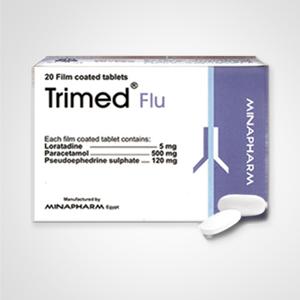 20 Film coated tablets
Trimed® Flu
Each film coated tablet contains:
Loratadine 5 mg
Paracetamol 500 mg
Pseudoephedrine sulphate .... 120 mg
Manufactured by
MINAPHARM Egypt
MINAPHARM